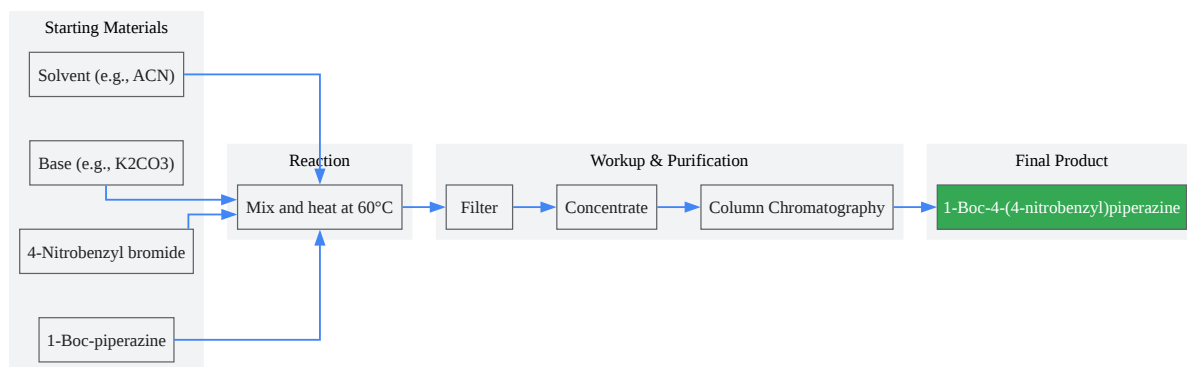 Starting Materials
Solvent (e.g., ACN)
Base (e.g., K2CO3)
4-Nitrobenzyl bromide
1-Boc-piperazine
Reaction
Mix and heat at 60°C
Workup & Purification
Filter
Concentrate
Column Chromatography
Final Product
1-Boc-4-(4-nitrobenzyl)piperazine